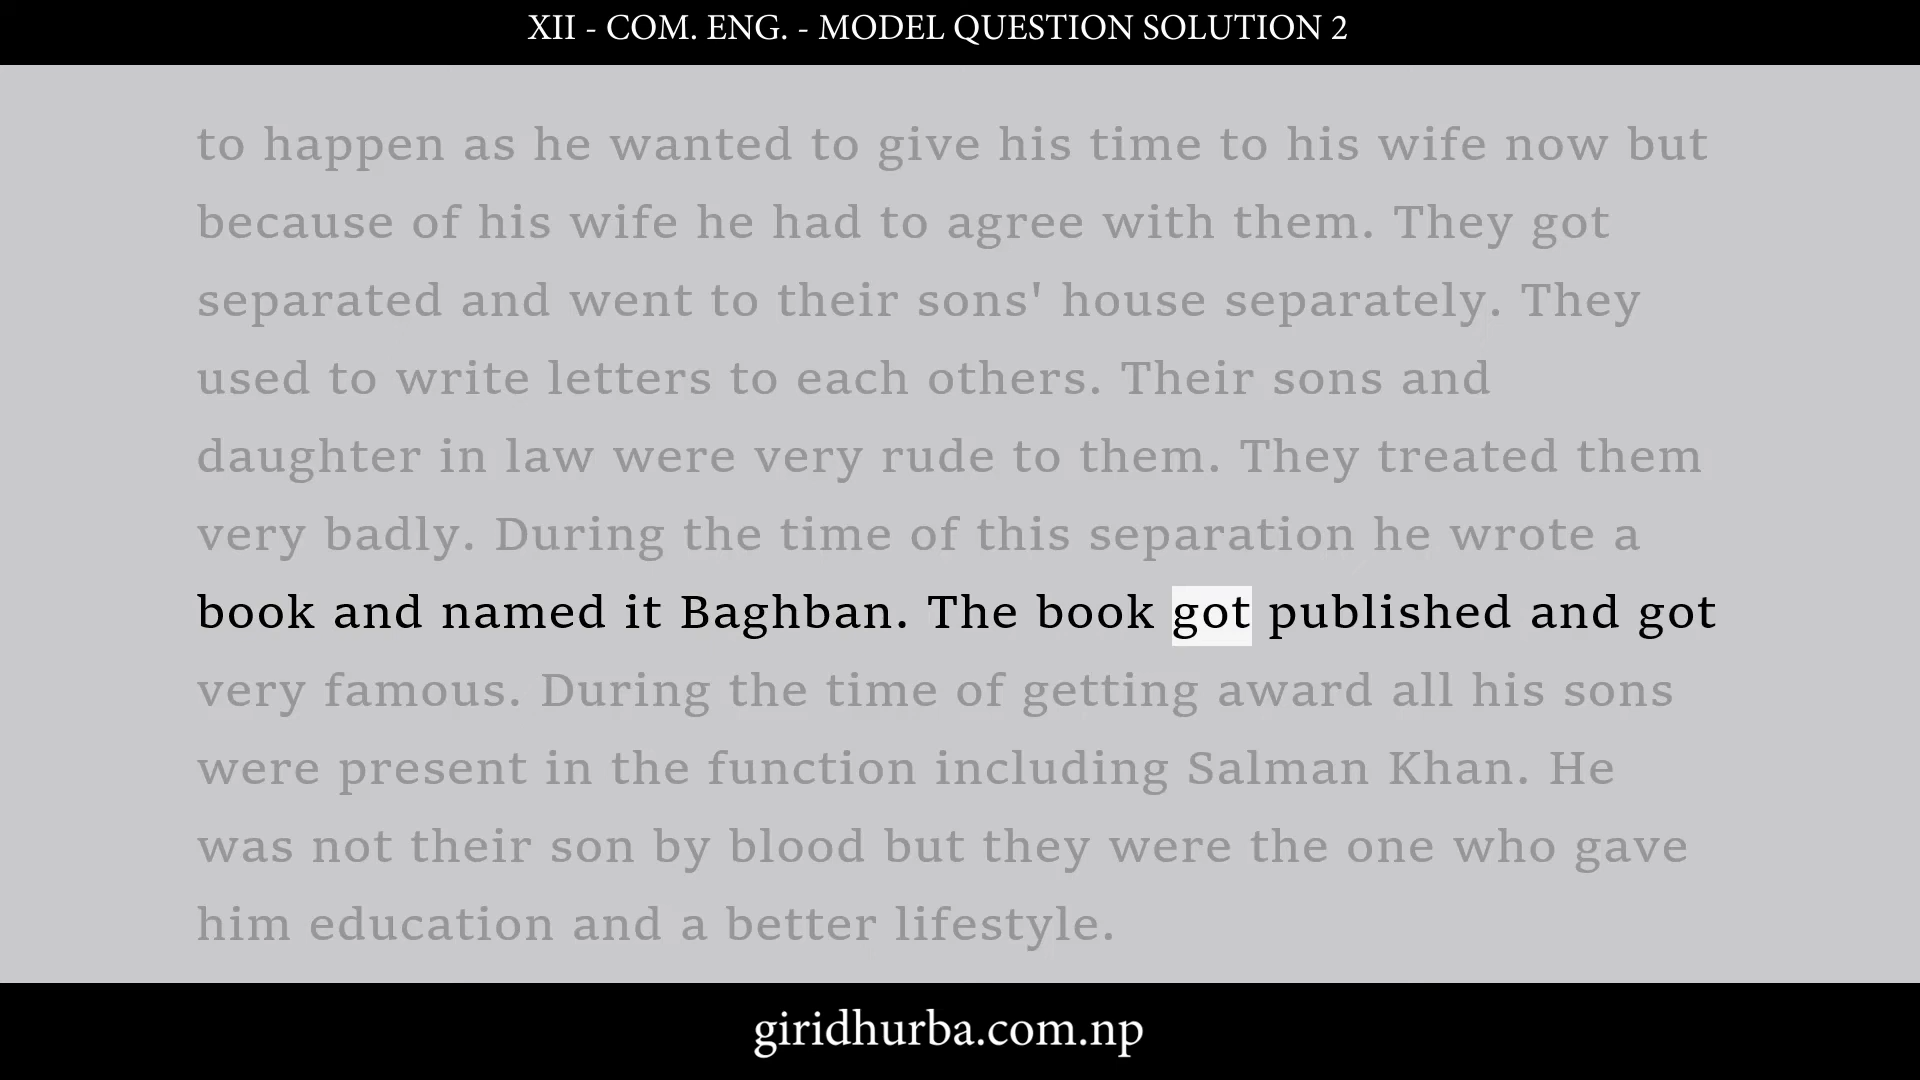 XII - COM. ENG. - MODEL QUESTION SOLUTION 2
to happen as he wanted to give his time to his wife now but
because of his wife he had to agree with them. They got
separated and went to their sons' house separately. They
used to write letters to each others. Their sons and
daughter in law were very rude to them. They treated them
very badly. During the time of this separation he wrote a
book and named it Baghban. The book got published and got
very famous. During the time of getting award all his sons
were present in the function including Salman Khan. He
was not their son by blood but they were the one who gave
him education and a better lifestyle.
giridhurba.com.np